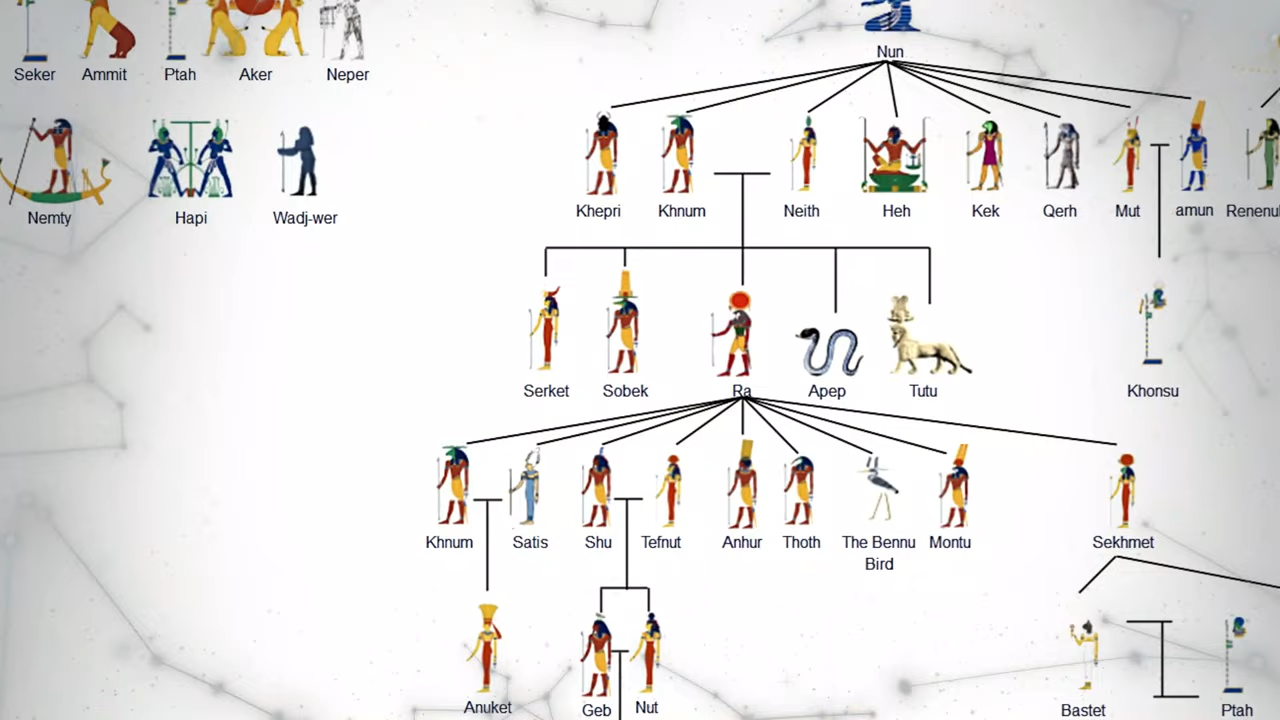 Seker Ammit Ptah Aker Neper
Nun
Nemty Hapi Wadj-wer
Khepri Khnum Neith Heh Kek Qerh Mut amun
Serket Sobek Ra Apep Tutu Khonsu
Khnum Satis Shu Tefnut Anhur Thoth The Bennu Montu Sekhmet
Bird
Anuket Geb Nut Bastet Ptah